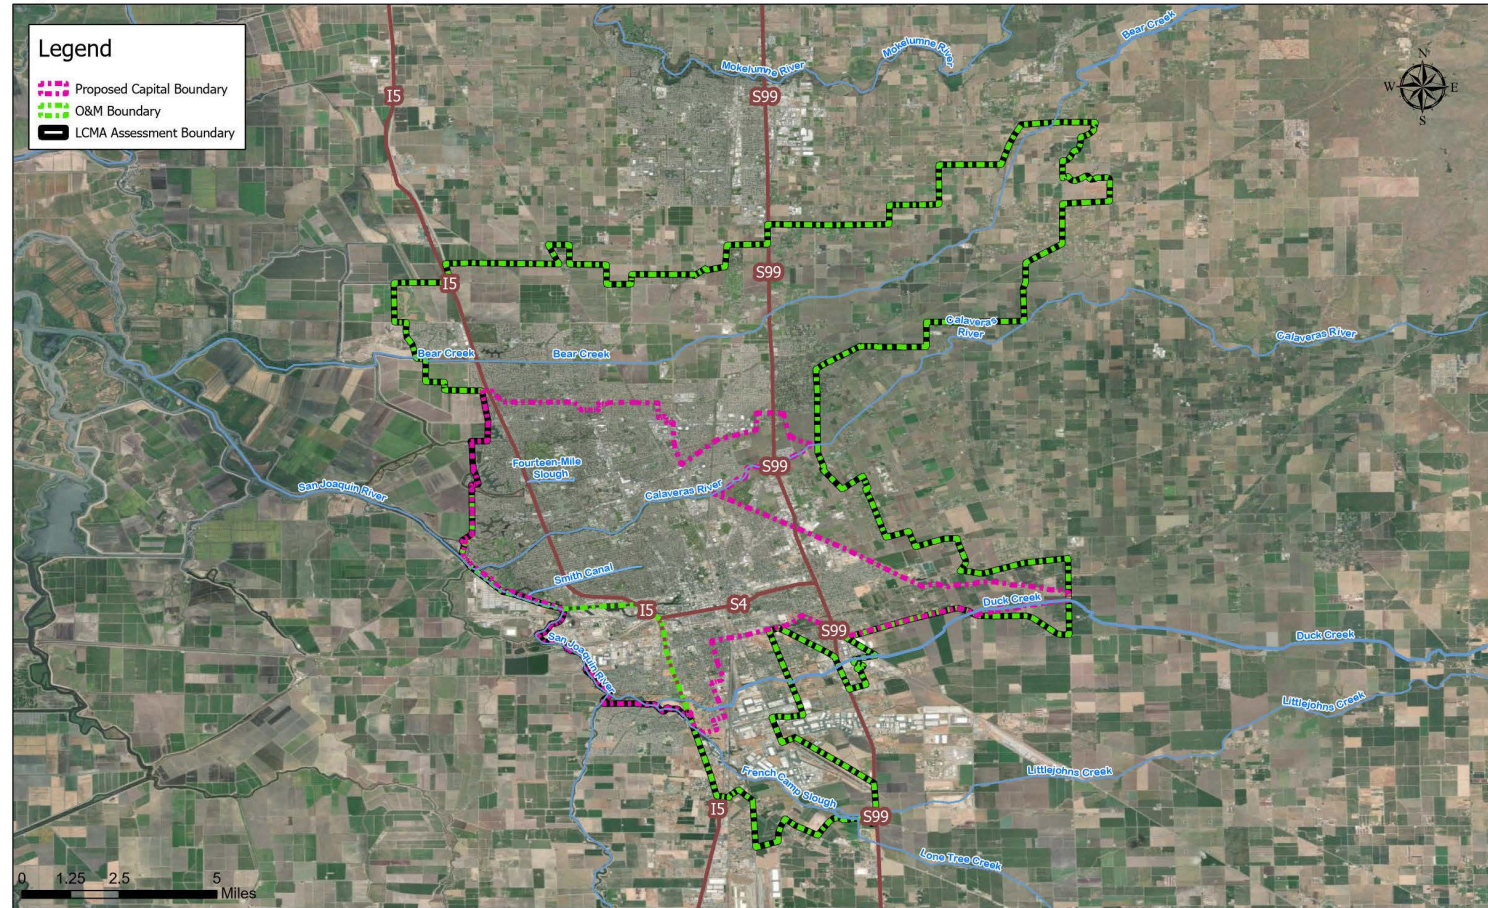 Legend
Proposed Capital Boundary
O&M Boundary
LCMA Assessment Boundary
Bear Creek
Mokelumne River
Mokelumne
River
N
W
E
S
I5
S99
S99
I5
Calaveras
River
Calaveras River
Bear Creek
Bear Creek
Fourteen-Mile
Slough
S99
San Joaquin River
Calaveras River
Smith Canal
I5
S4
Duck Creek
S99
Duck Creek
San Joaquin
River
Littlejohns Creek
Littlejohns Creek
French Camp
Slough
I5
S99
Lone Tree Creek
0
1.25
2.5
5
Miles